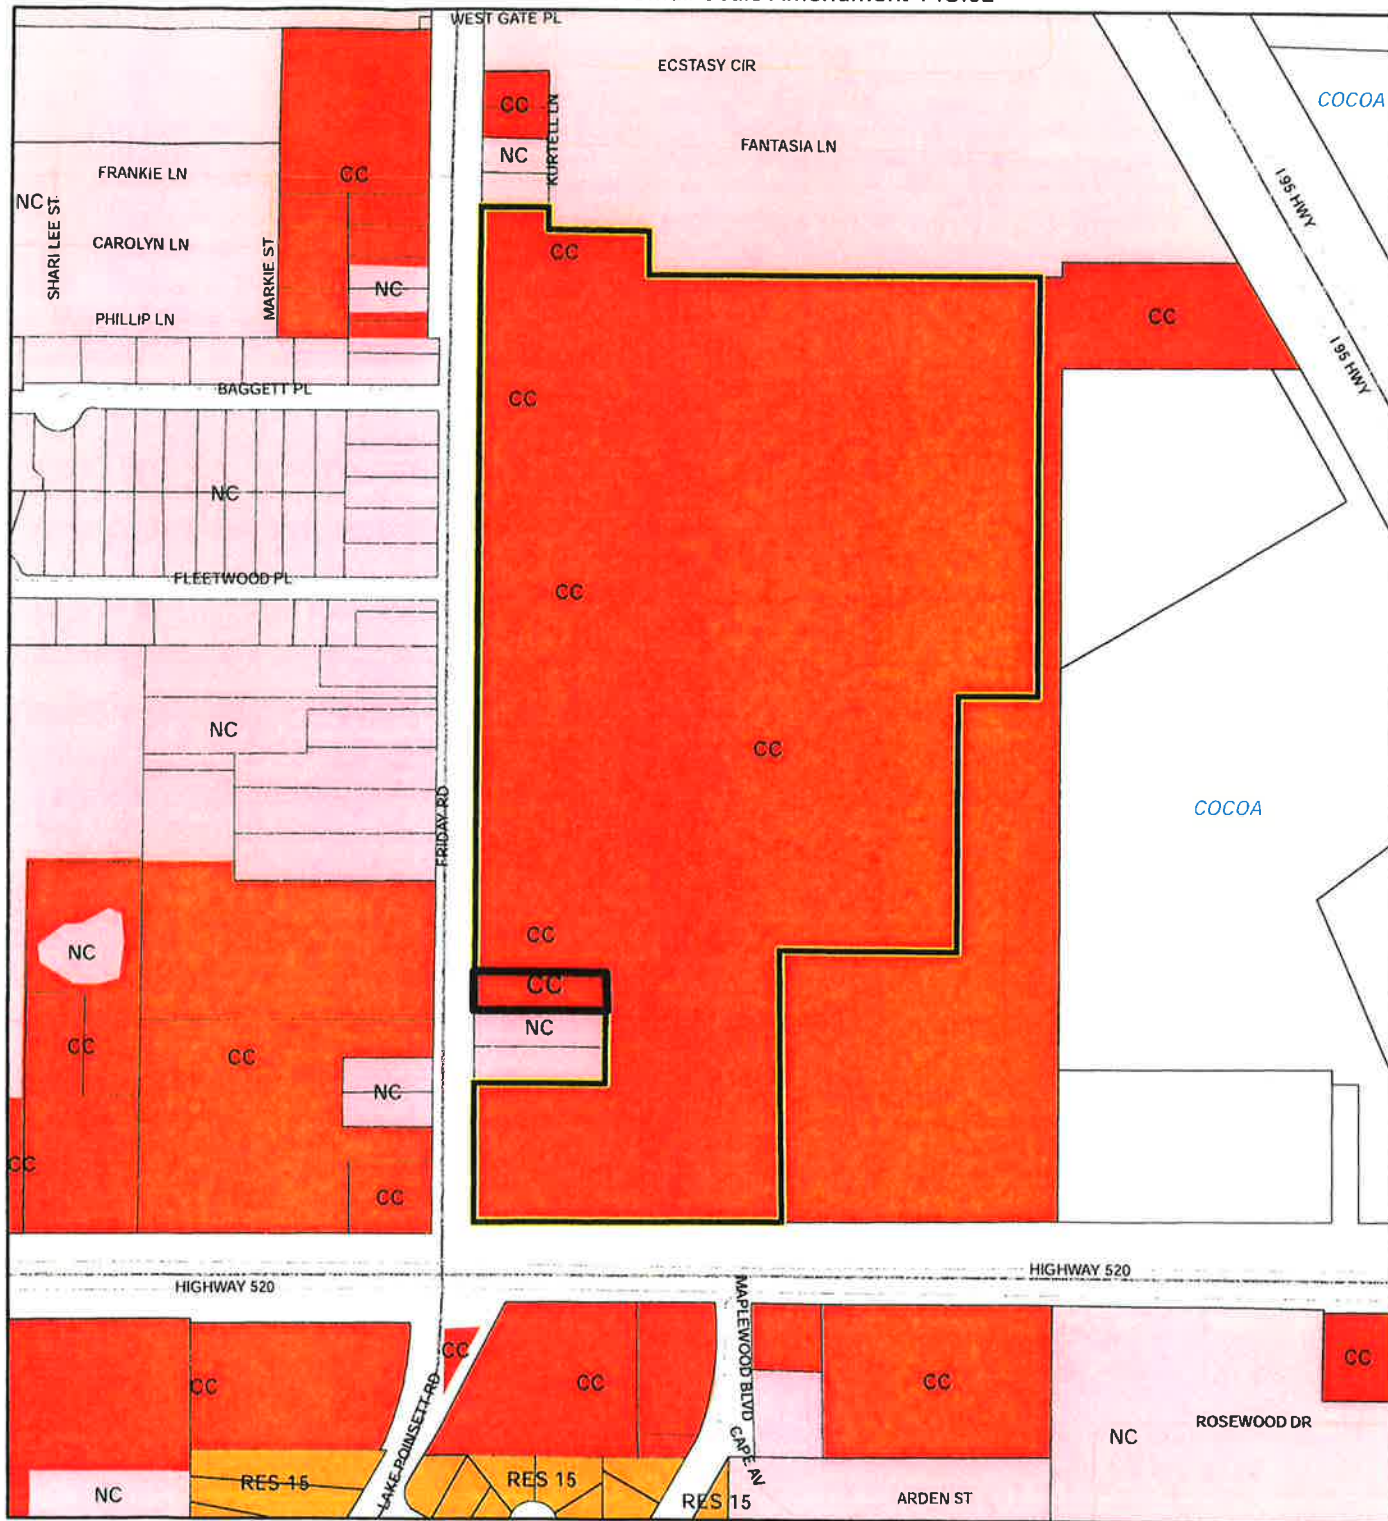 Amendment
WEST GATE PL
ECSTASY CIR
COCOA
CC
KURTELL LN
FANTASIA LN
NC
FRANKIE LN
CC
I 95 HWY
NC
SHARI LEE ST
CAROLYN LN
MARKIE ST
CC
NC
PHILLIP LN
CC
I 95 HWY
BAGGETT PL
CC
NC
FLEETWOOD PL
CC
NC
CC
FRIDAY RD
COCOA
CC
NC
CC
NC
CC
CC
NC
CC
CC
HIGHWAY 520
HIGHWAY 520
MAPLEWOOD BLVD
CC
CC
CC
CC
CC
LAKE POINSETT RD
NC
ROSEWOOD DR
CAPE AV
RES 15
RES 15
RES 15
NC
ARDEN ST